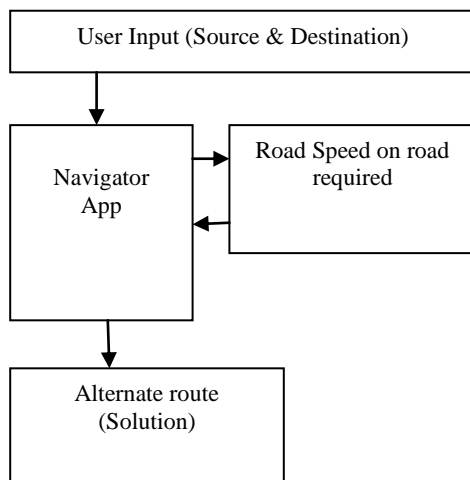 User Input (Source & Destination)
Navigator
App
Road Speed on road
required
Alternate route
(Solution)